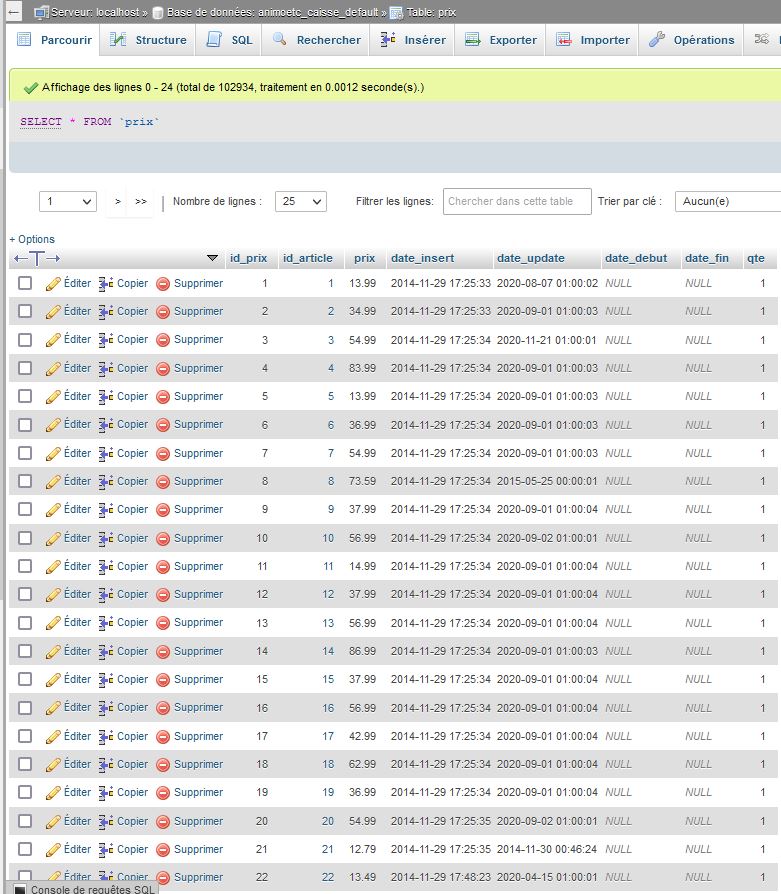 Serveur: localhost » Base de données: animoetc_caisse_default » Table: prix
Parcourir Structure SQL Rechercher Insérer Exporter Importer Opérations
Affichage des lignes 0 - 24 (total de 102934, traitement en 0.0012 seconde(s).)
SELECT * FROM `prix`
1 > >> | Nombre de lignes : 25 Filtrer les lignes: Chercher dans cette table Trier par clé : Aucun(e)
+ Options
←T→ id_prix id_article prix date_insert date_update date_debut date_fin qte
Éditer Copier Supprimer 1 1 13.99 2014-11-29 17:25:33 2020-08-07 01:00:02 NULL NULL 1
Éditer Copier Supprimer 2 2 34.99 2014-11-29 17:25:33 2020-09-01 01:00:03 NULL NULL 1
Éditer Copier Supprimer 3 3 54.99 2014-11-29 17:25:34 2020-11-21 01:00:01 NULL NULL 1
Éditer Copier Supprimer 4 4 83.99 2014-11-29 17:25:34 2020-09-01 01:00:03 NULL NULL 1
Éditer Copier Supprimer 5 5 13.99 2014-11-29 17:25:34 2020-09-01 01:00:03 NULL NULL 1
Éditer Copier Supprimer 6 6 36.99 2014-11-29 17:25:34 2020-09-01 01:00:03 NULL NULL 1
Éditer Copier Supprimer 7 7 54.99 2014-11-29 17:25:34 2020-09-01 01:00:03 NULL NULL 1
Éditer Copier Supprimer 8 8 73.59 2014-11-29 17:25:34 2015-05-25 00:00:01 NULL NULL 1
Éditer Copier Supprimer 9 9 37.99 2014-11-29 17:25:34 2020-09-01 01:00:04 NULL NULL 1
Éditer Copier Supprimer 10 10 56.99 2014-11-29 17:25:34 2020-09-02 01:00:01 NULL NULL 1
Éditer Copier Supprimer 11 11 14.99 2014-11-29 17:25:34 2020-09-01 01:00:04 NULL NULL 1
Éditer Copier Supprimer 12 12 37.99 2014-11-29 17:25:34 2020-09-01 01:00:04 NULL NULL 1
Éditer Copier Supprimer 13 13 56.99 2014-11-29 17:25:34 2020-09-01 01:00:04 NULL NULL 1
Éditer Copier Supprimer 14 14 86.99 2014-11-29 17:25:34 2020-09-01 01:00:03 NULL NULL 1
Éditer Copier Supprimer 15 15 37.99 2014-11-29 17:25:34 2020-09-01 01:00:04 NULL NULL 1
Éditer Copier Supprimer 16 16 56.99 2014-11-29 17:25:34 2020-09-01 01:00:04 NULL NULL 1
Éditer Copier Supprimer 17 17 42.99 2014-11-29 17:25:34 2020-09-01 01:00:04 NULL NULL 1
Éditer Copier Supprimer 18 18 62.99 2014-11-29 17:25:34 2020-09-01 01:00:04 NULL NULL 1
Éditer Copier Supprimer 19 19 36.99 2014-11-29 17:25:34 2020-09-01 01:00:04 NULL NULL 1
Éditer Copier Supprimer 20 20 54.99 2014-11-29 17:25:35 2020-09-02 01:00:01 NULL NULL 1
Éditer Copier Supprimer 21 21 12.79 2014-11-29 17:25:35 2014-11-30 00:46:24 NULL NULL 1
Éditer Copier Supprimer 22 22 13.49 2014-11-29 17:48:23 2020-04-15 01:00:01 NULL NULL 1
Console de requêtes SQL